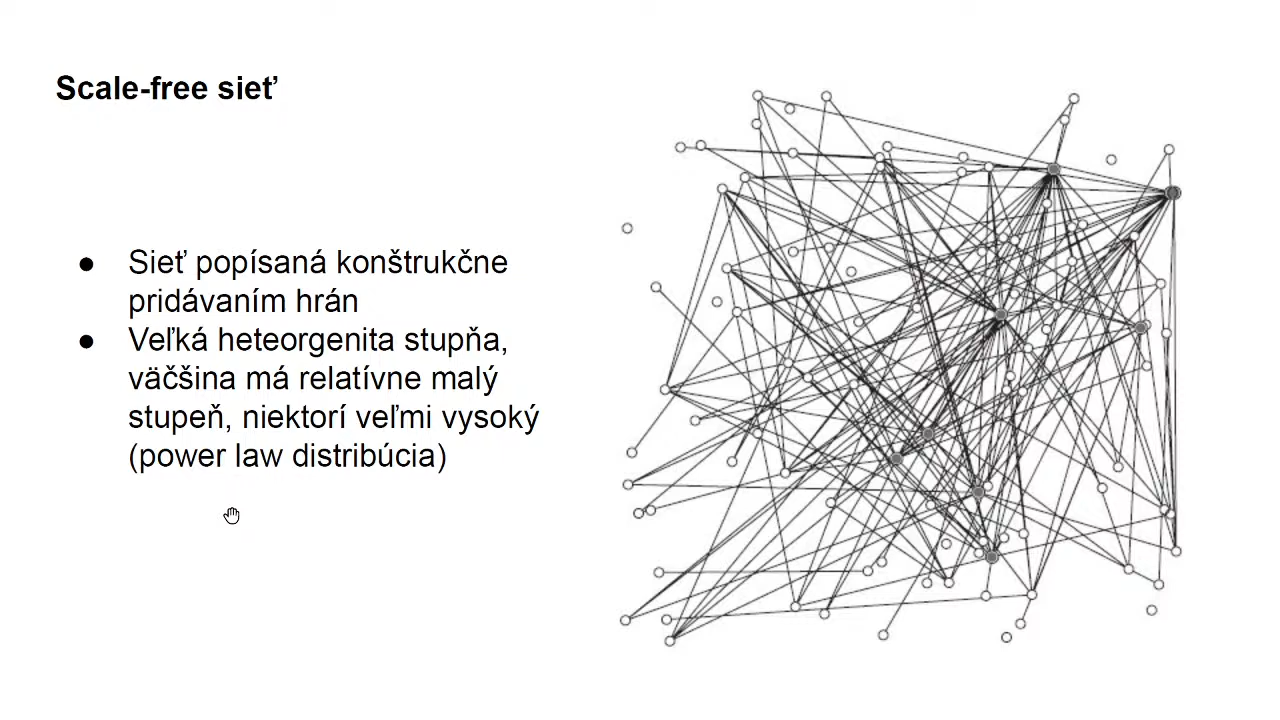 Scale-free sieť
● Sieť popísaná konštrukčne
pridávaním hrán
● Veľká heteorgenita stupňa,
väčšina má relatívne malý
stupeň, niektorí veľmi vysoký
(power law distribúcia)